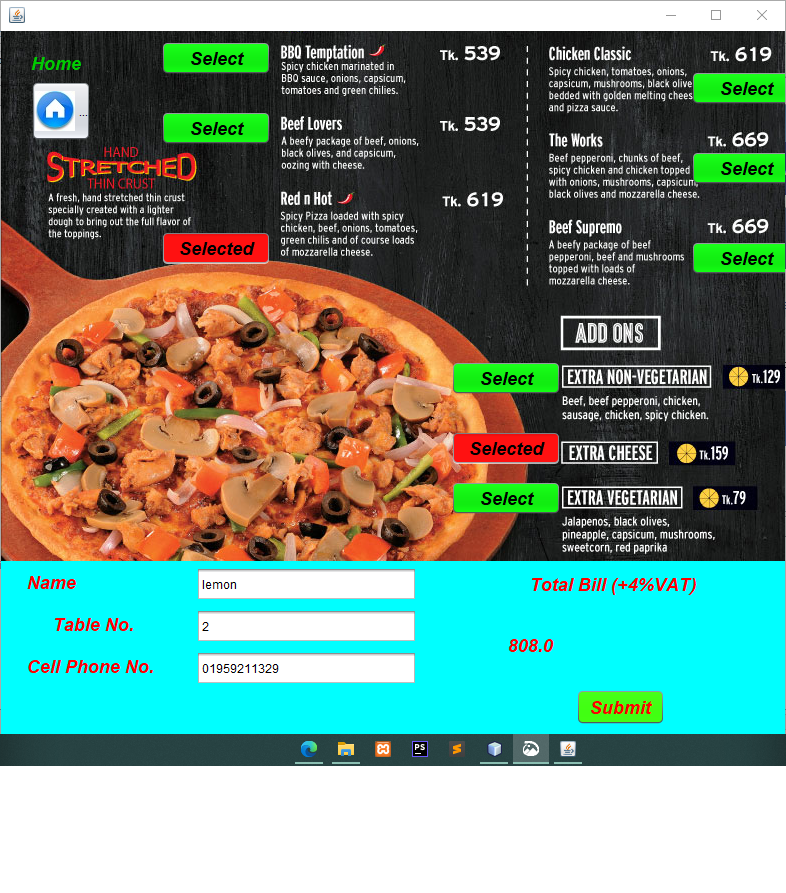 Home
...
HAND
STRETCHED
THIN CRUST
A fresh, hand stretched thin crust
specially created with a lighter
dough to bring out the full flavor of
the toppings.
Select
BBQ Temptation
Tk. 539
Spicy chicken marinated in
BBQ sauce, onions, capsicum,
tomatoes and green chilies.
Select
Beef Lovers
Tk. 539
A beefy package of beef, onions,
black olives, and capsicum,
oozing with cheese.
Selected
Red n Hot
Tk. 619
Spicy Pizza loaded with spicy
chicken, beef, onions, tomatoes,
green chilis and of course loads
of mozzarella cheese.
Chicken Classic
Tk. 619
Spicy chicken, tomatoes, onions,
capsicum, mushrooms, black olive
bedded with golden melting chees
and pizza sauce.
Select
The Works
Tk. 669
Beef pepperoni, chunks of beef,
spicy chicken and chicken topped
with onions, mushrooms, capsicum,
black olives and mozzarella cheese.
Select
Beef Supremo
Tk. 669
A beefy package of beef
pepperoni, beef and mushrooms
topped with loads of
mozzarella cheese.
Select
ADD ONS
Select
EXTRA NON-VEGETARIAN
Tk.129
Beef, beef pepperoni, chicken,
sausage, chicken, spicy chicken.
Selected
EXTRA CHEESE
Tk.159
Select
EXTRA VEGETARIAN
Tk.79
Jalapenos, black olives,
pineapple, capsicum, mushrooms,
sweetcorn, red paprika
Name
lemon
Table No.
2
Cell Phone No.
01959211329
Total Bill (+4%VAT)
808.0
Submit
PS